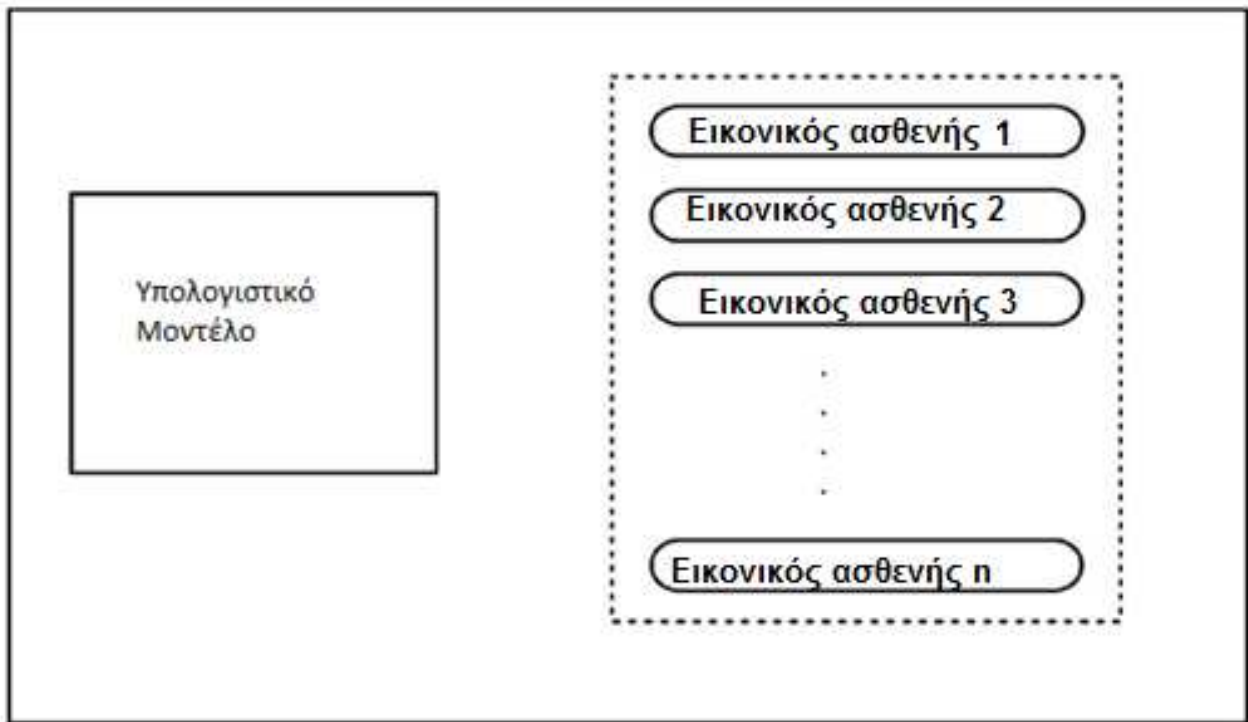 Υπολογιστικό
Μοντέλο
Εικονικός ασθενής 1
Εικονικός ασθενής 2
Εικονικός ασθενής 3
Εικονικός ασθενής n